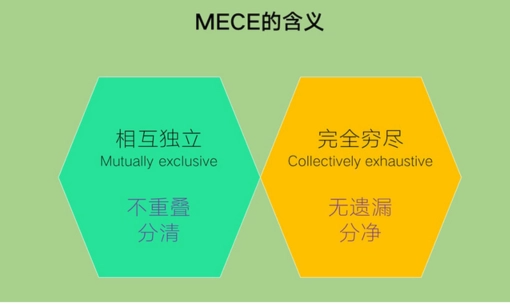 MECE的含义
相互独立
Mutually exclusive
不重叠
分清
完全穷尽
Collectively exhaustive
无遗漏
分净